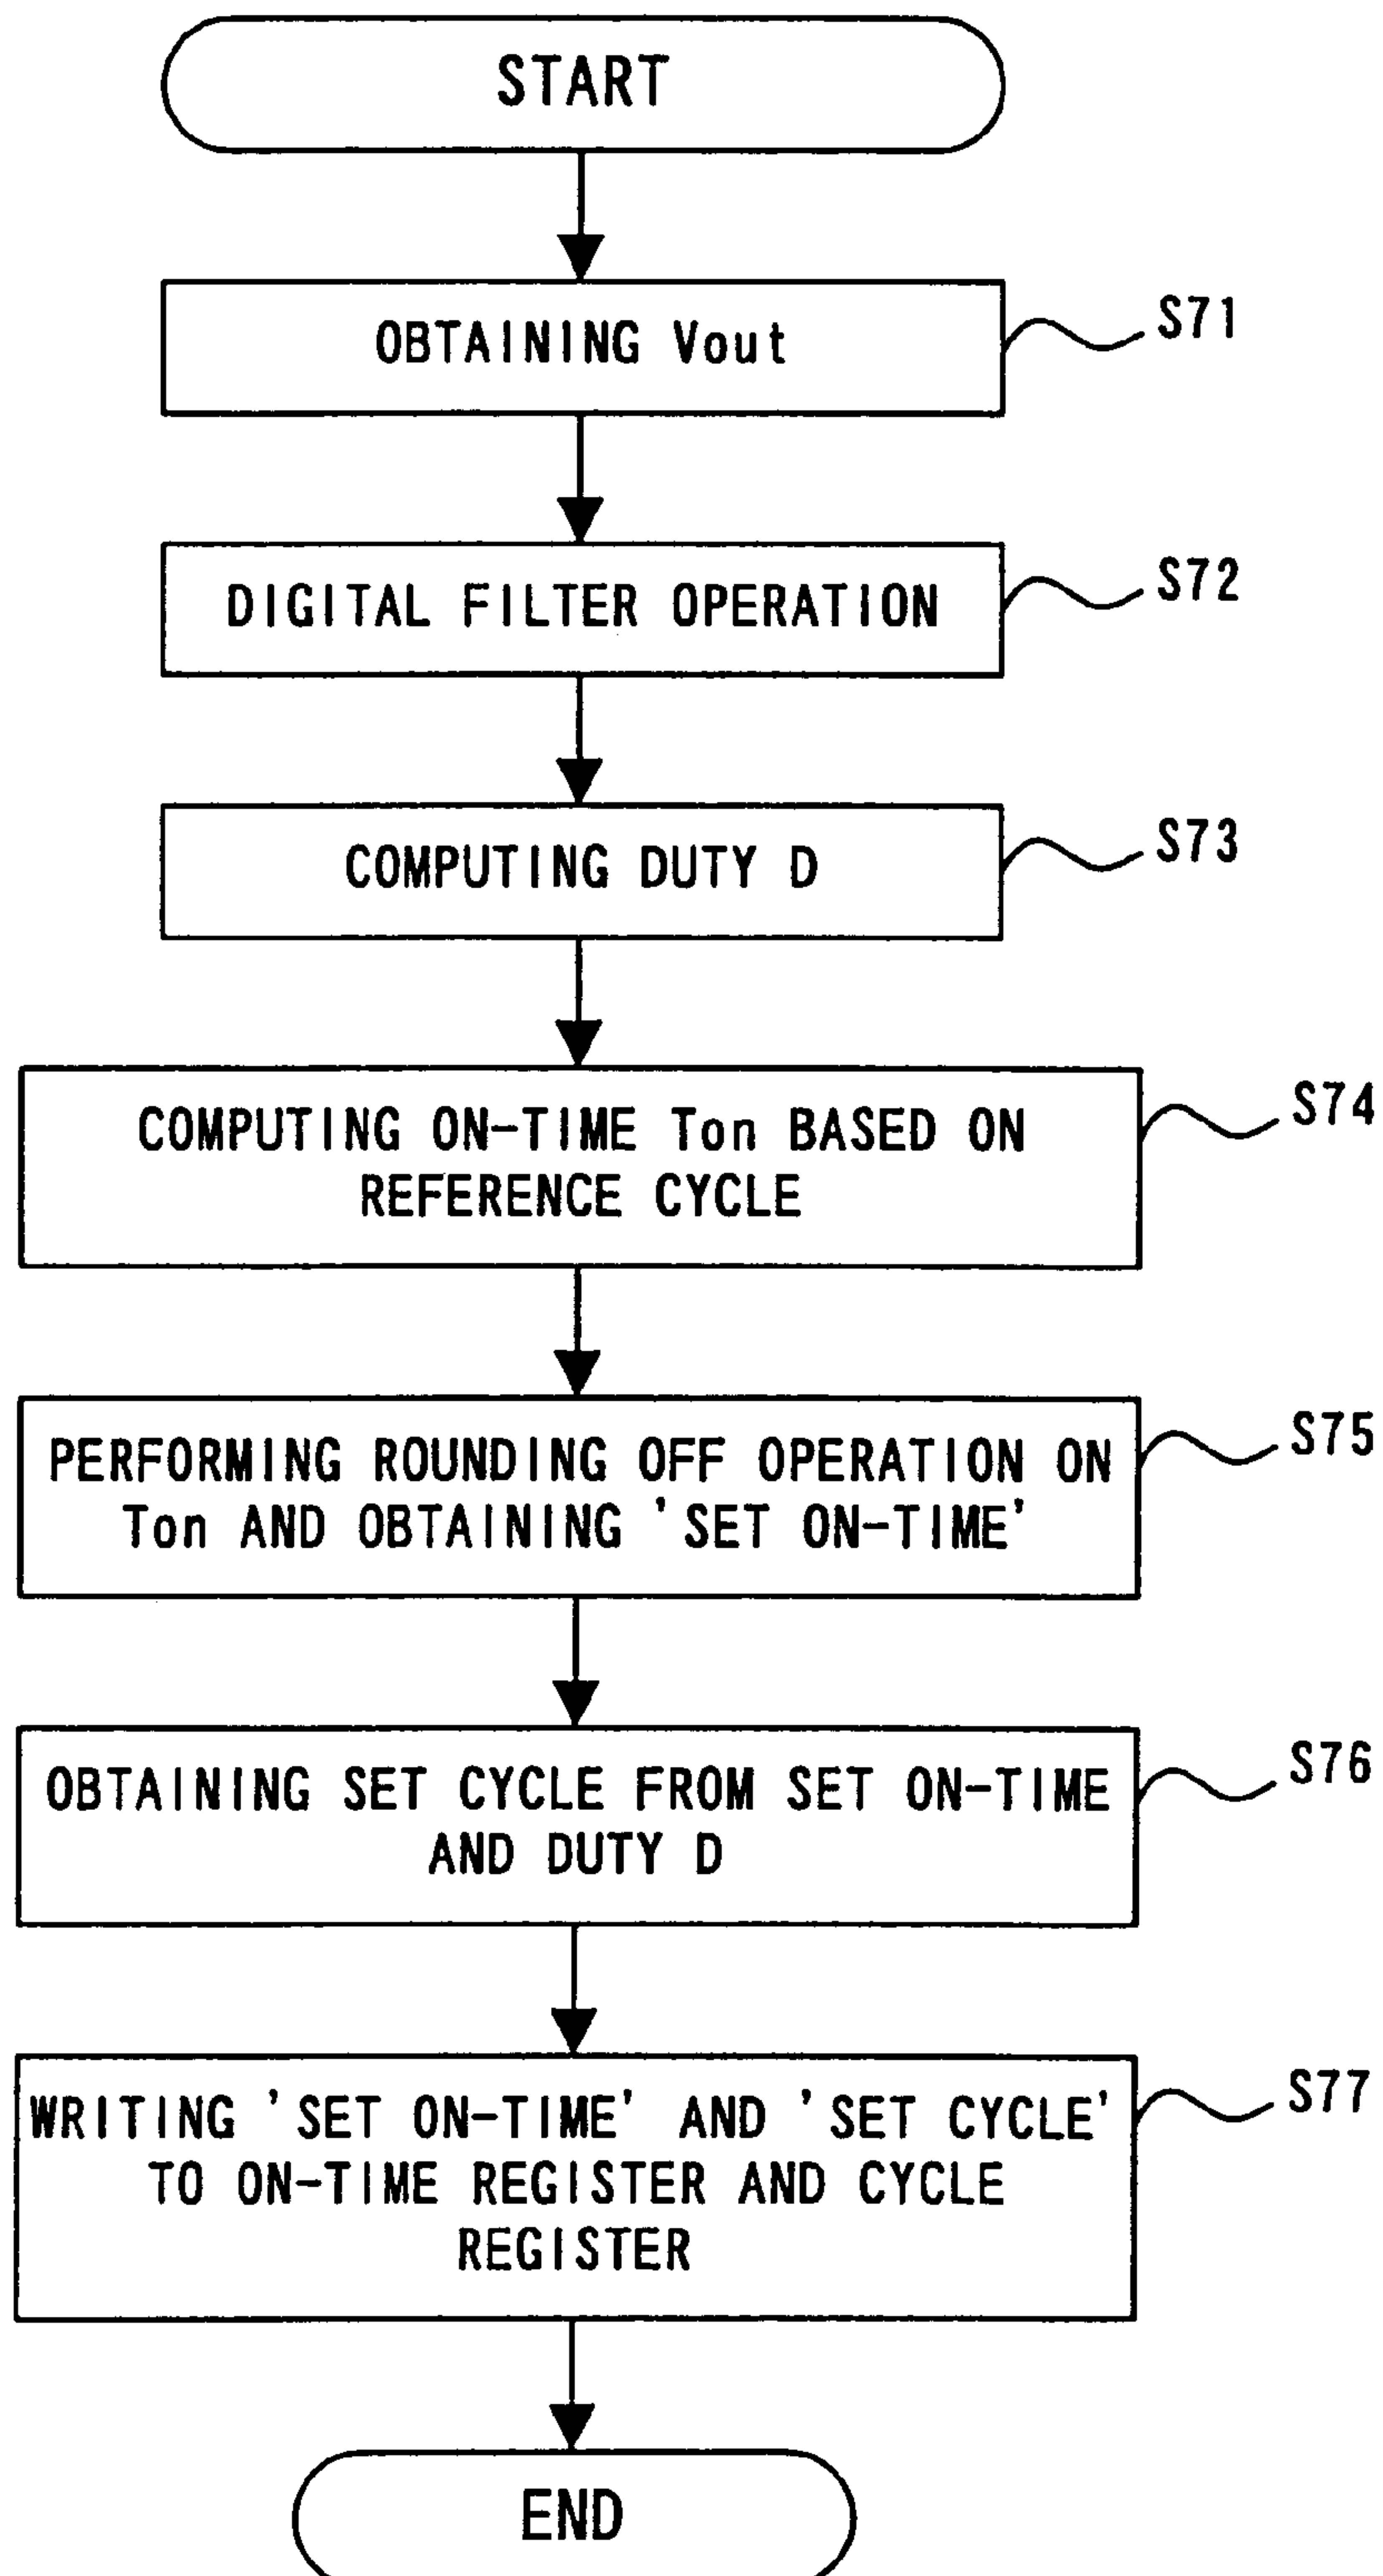 START
OBTAINING Vout
S71
DIGITAL FILTER OPERATION
S72
COMPUTING DUTY D
S73
COMPUTING ON-TIME Ton BASED ON
REFERENCE CYCLE
S74
PERFORMING ROUNDING OFF OPERATION ON
Ton AND OBTAINING 'SET ON-TIME'
S75
OBTAINING SET CYCLE FROM SET ON-TIME
AND DUTY D
S76
WRITING 'SET ON-TIME' AND 'SET CYCLE'
TO ON-TIME REGISTER AND CYCLE
REGISTER
S77
END